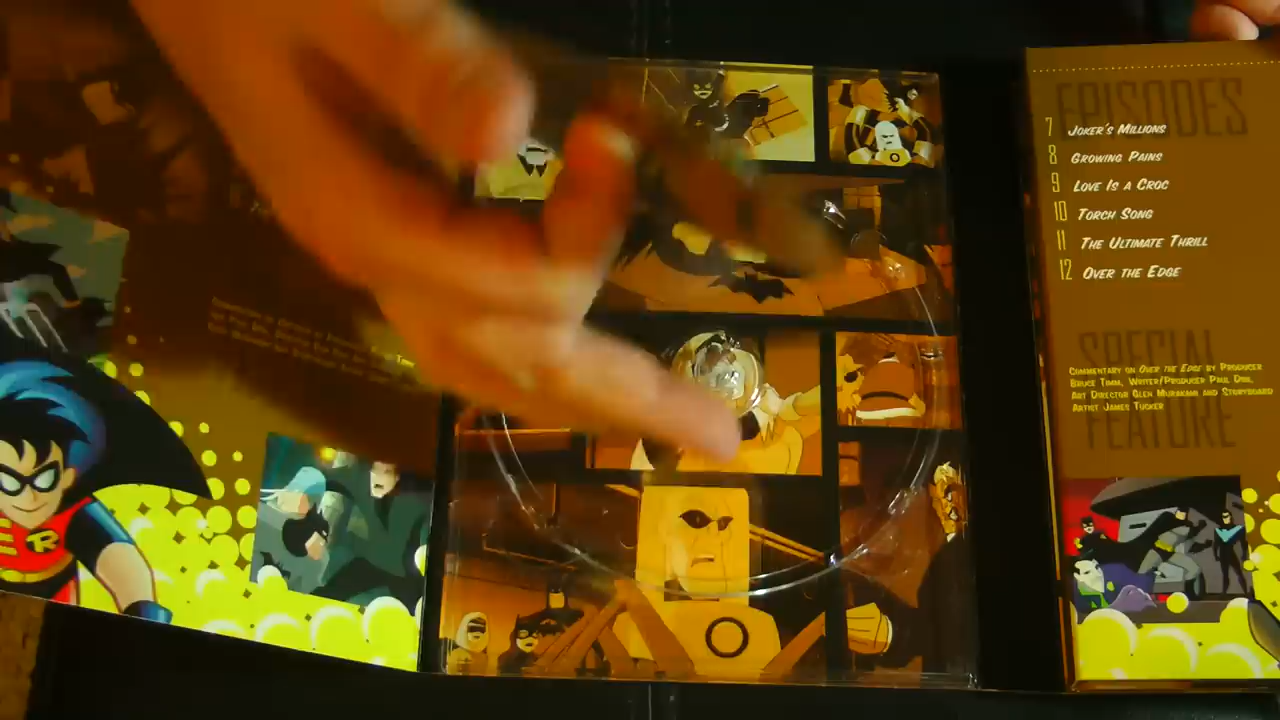 EPISODES
7 JOKER'S MILLIONS
8 GROWING PAINS
9 LOVE IS A CROC
10 TORCH SONG
11 THE ULTIMATE THRILL
12 OVER THE EDGE
SPECIAL
FEATURE
COMMENTARY ON OVER THE EDGE BY PRODUCER
BRUCE TIMM, WRITER/PRODUCER PAUL DINI,
ART DIRECTOR GLEN MURAKAMI AND STORYBOARD
ARTIST JAMES TUCKER
R